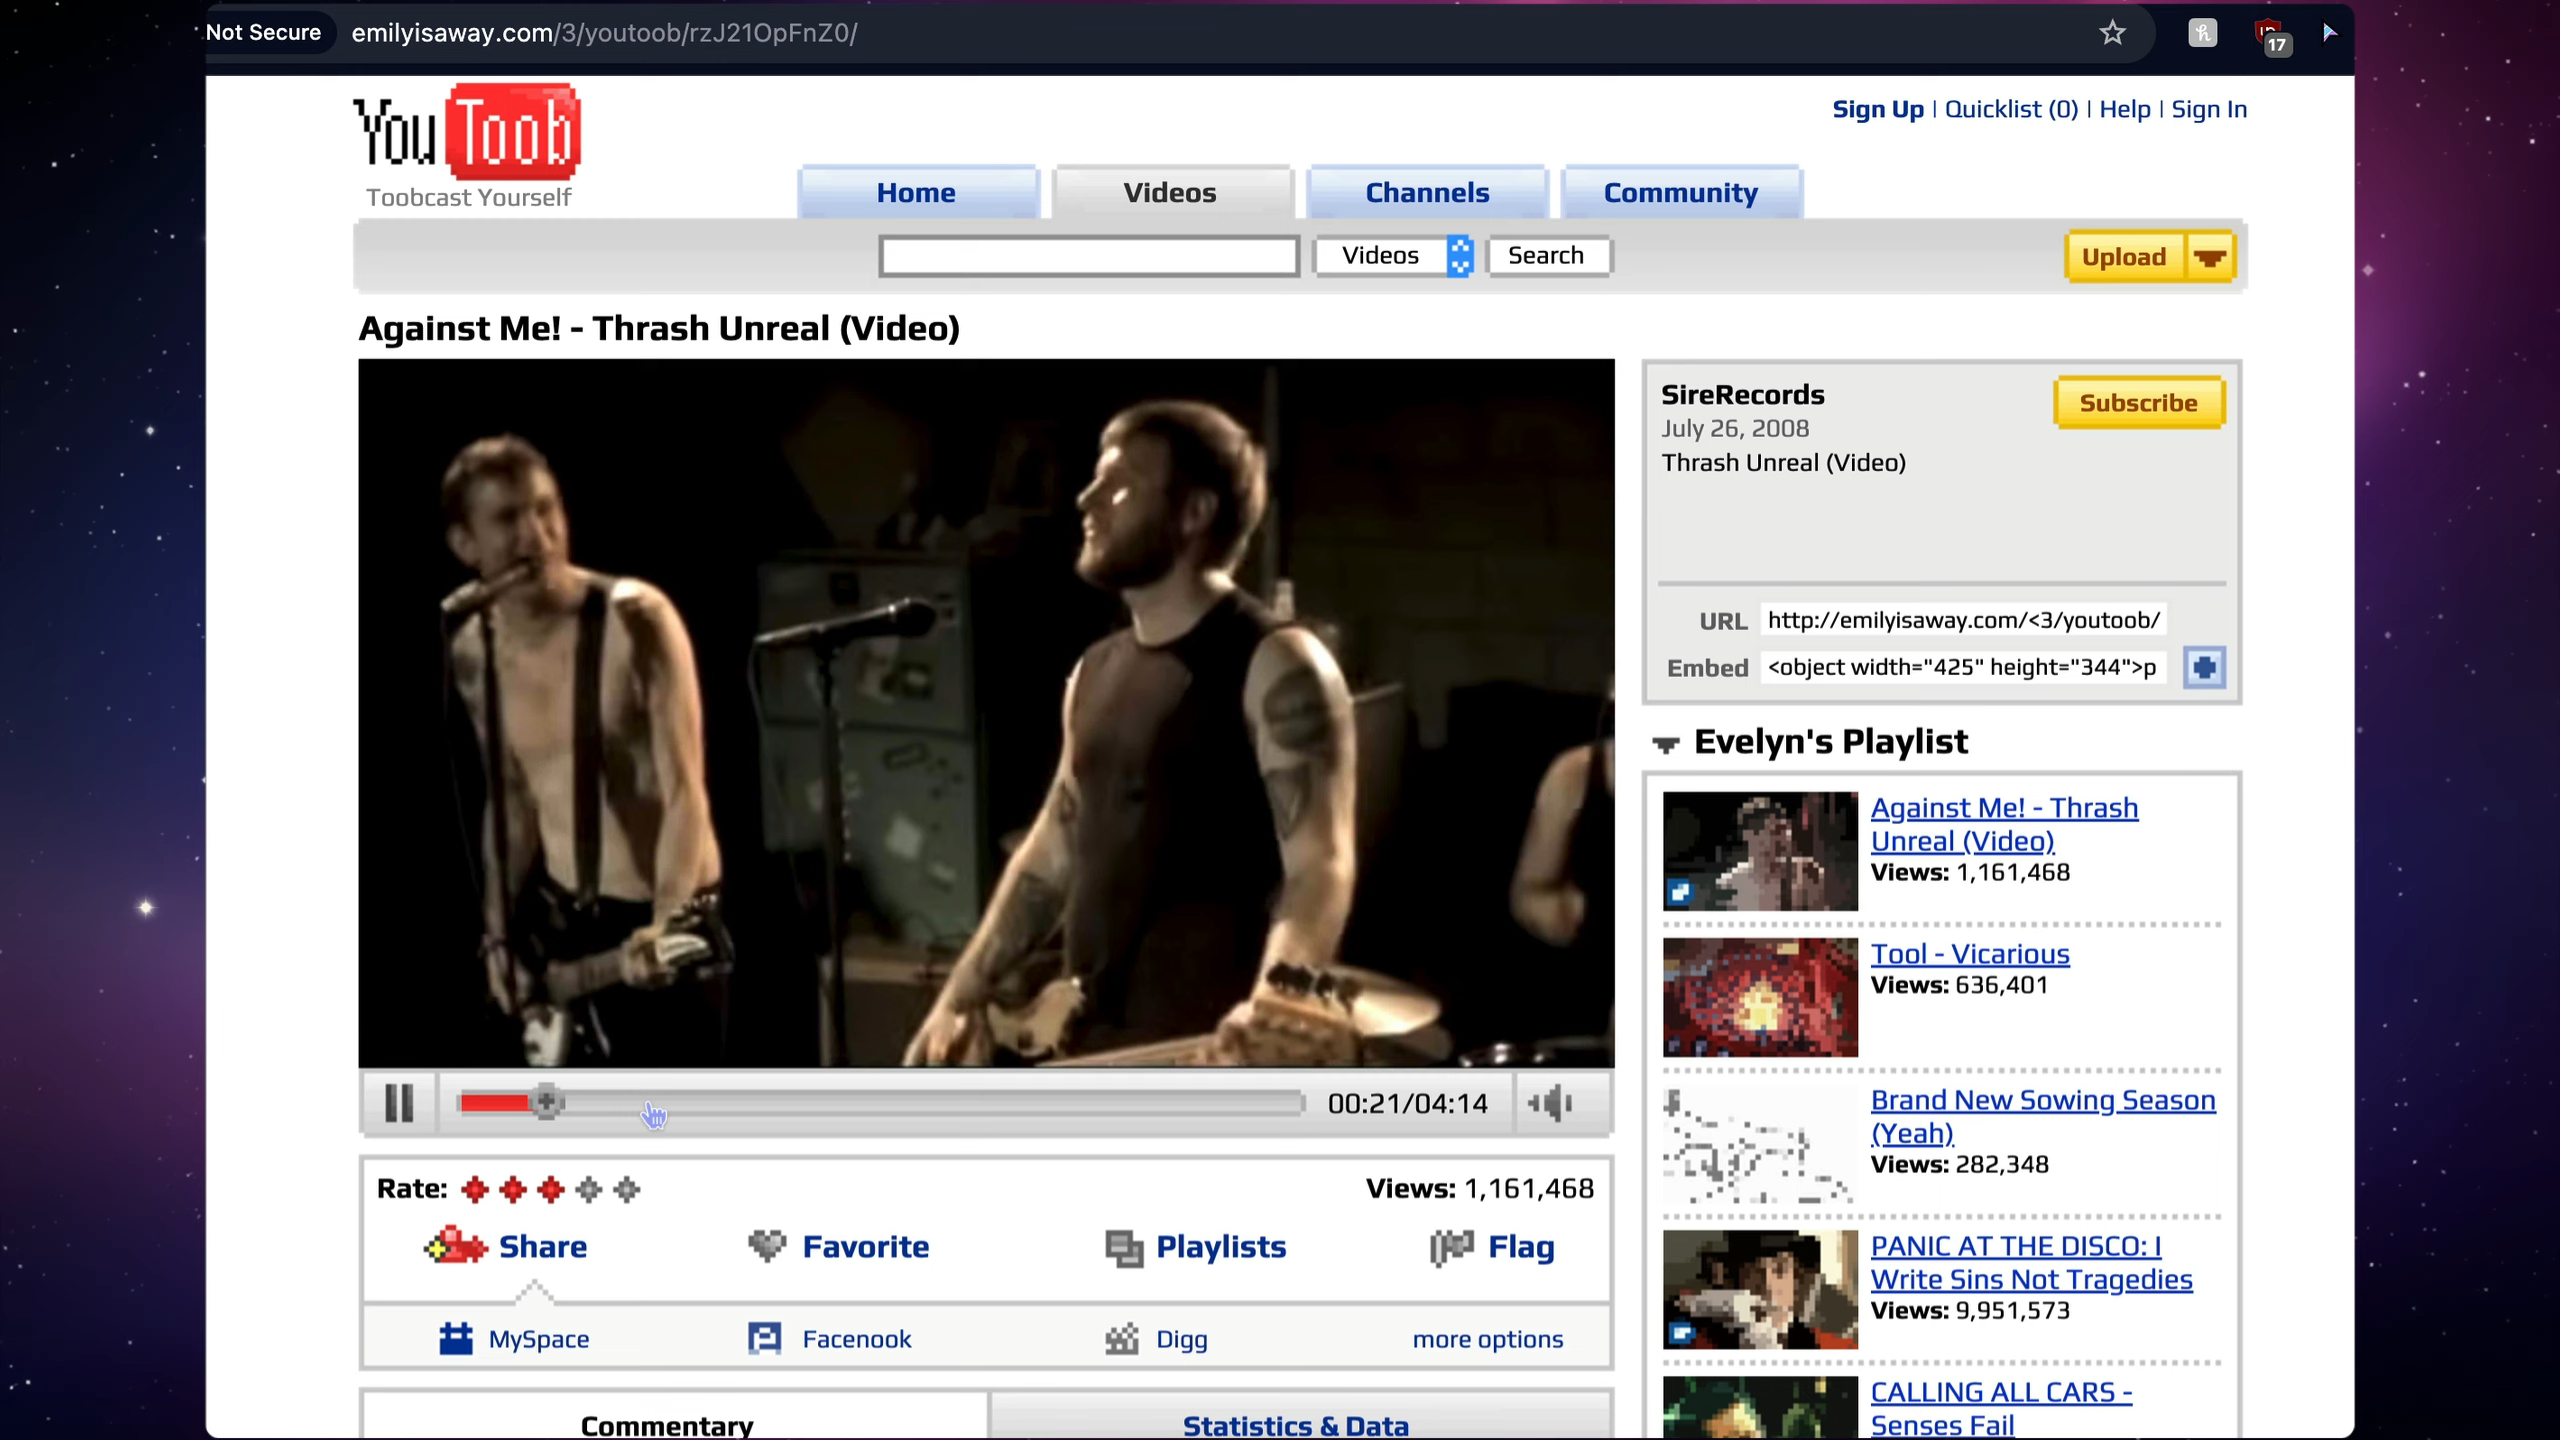 Not Secure emilyisaway.com/3/youtoob/rzJ21OpFnZ0/
17
You Toob
Toobcast Yourself
Sign Up | Quicklist (0) | Help | Sign In
Home Videos Channels Community
Videos Search
Upload
Against Me! - Thrash Unreal (Video)
SireRecords
July 26, 2008
Thrash Unreal (Video)
Subscribe
URL http://emilyisaway.com/<3/youtoob/
Embed <object width="425" height="344">p
Evelyn's Playlist
Against Me! - Thrash
Unreal (Video)
Views: 1,161,468
Tool - Vicarious
Views: 636,401
Brand New Sowing Season
(Yeah)
Views: 282,348
PANIC AT THE DISCO: I
Write Sins Not Tragedies
Views: 9,951,573
CALLING ALL CARS -
Senses Fail
00:21/04:14
Rate:
Views: 1,161,468
Share Favorite Playlists Flag
MySpace Facenook Digg more options
Commentary Statistics & Data